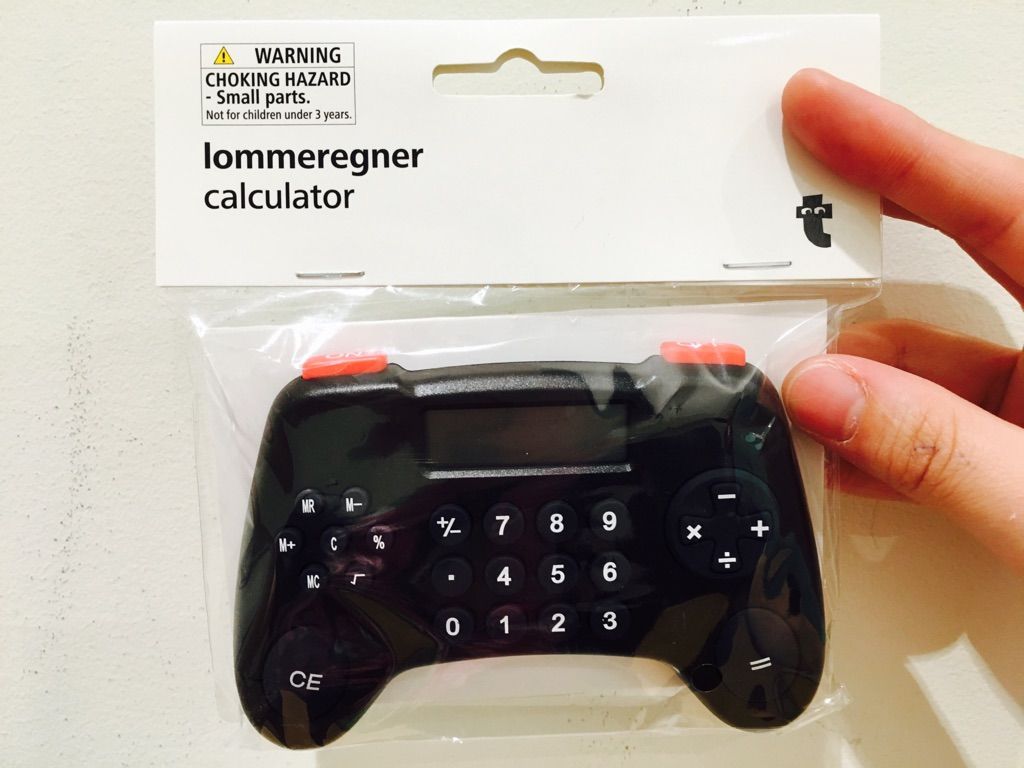 WARNING
CHOKING HAZARD
- Small parts.
Not for children under 3 years.
lommeregner
calculator
t
ON
MR M−
M+ C %
MC √
CE
+/− 7 8 9
. 4 5 6
0 1 2 3
−
× +
÷
=